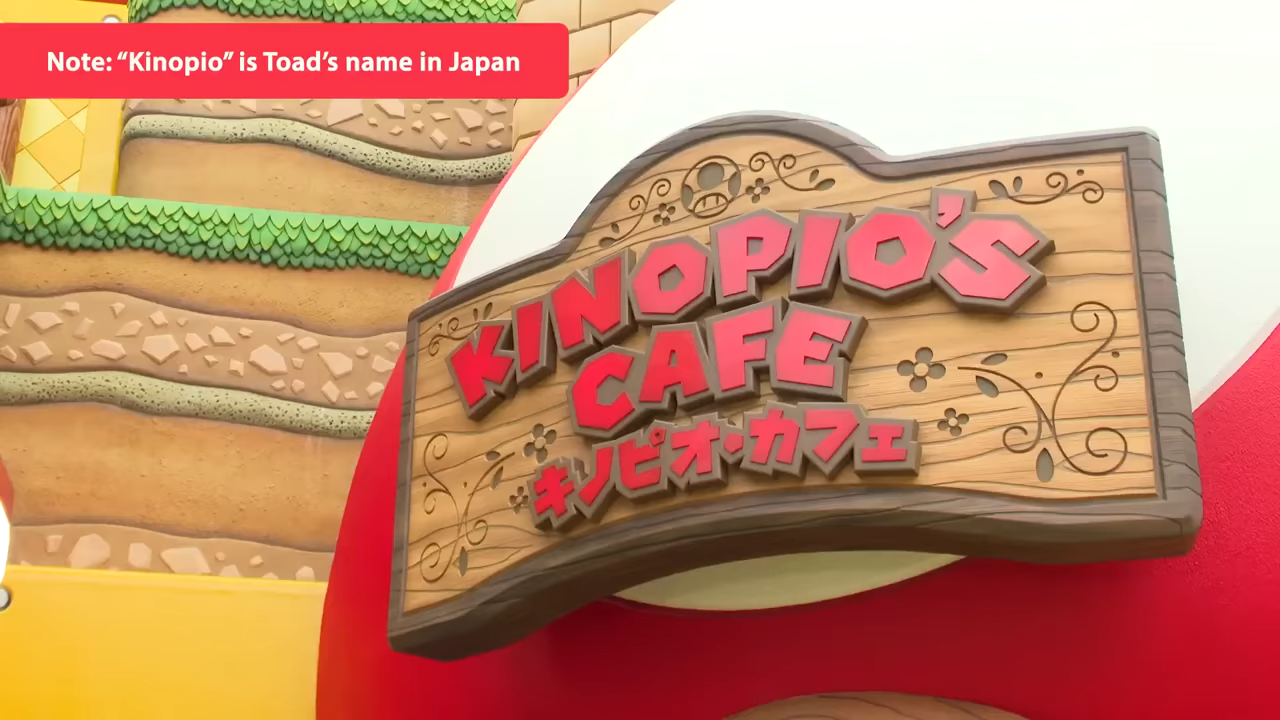 Note: “Kinopio” is Toad’s name in Japan
KINOPIO'S
CAFE
キノピオ・カフェ